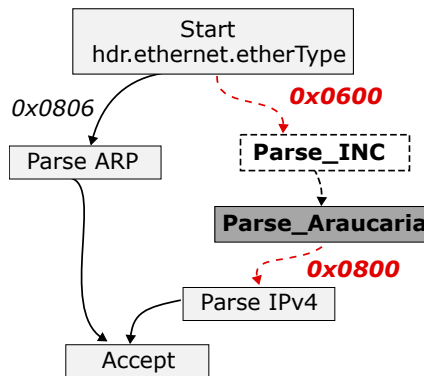 Start
hdr.ethernet.etherType
0x0806
0x0600
Parse ARP
Parse_INC
Parse_Araucaria
0x0800
Parse IPv4
Accept